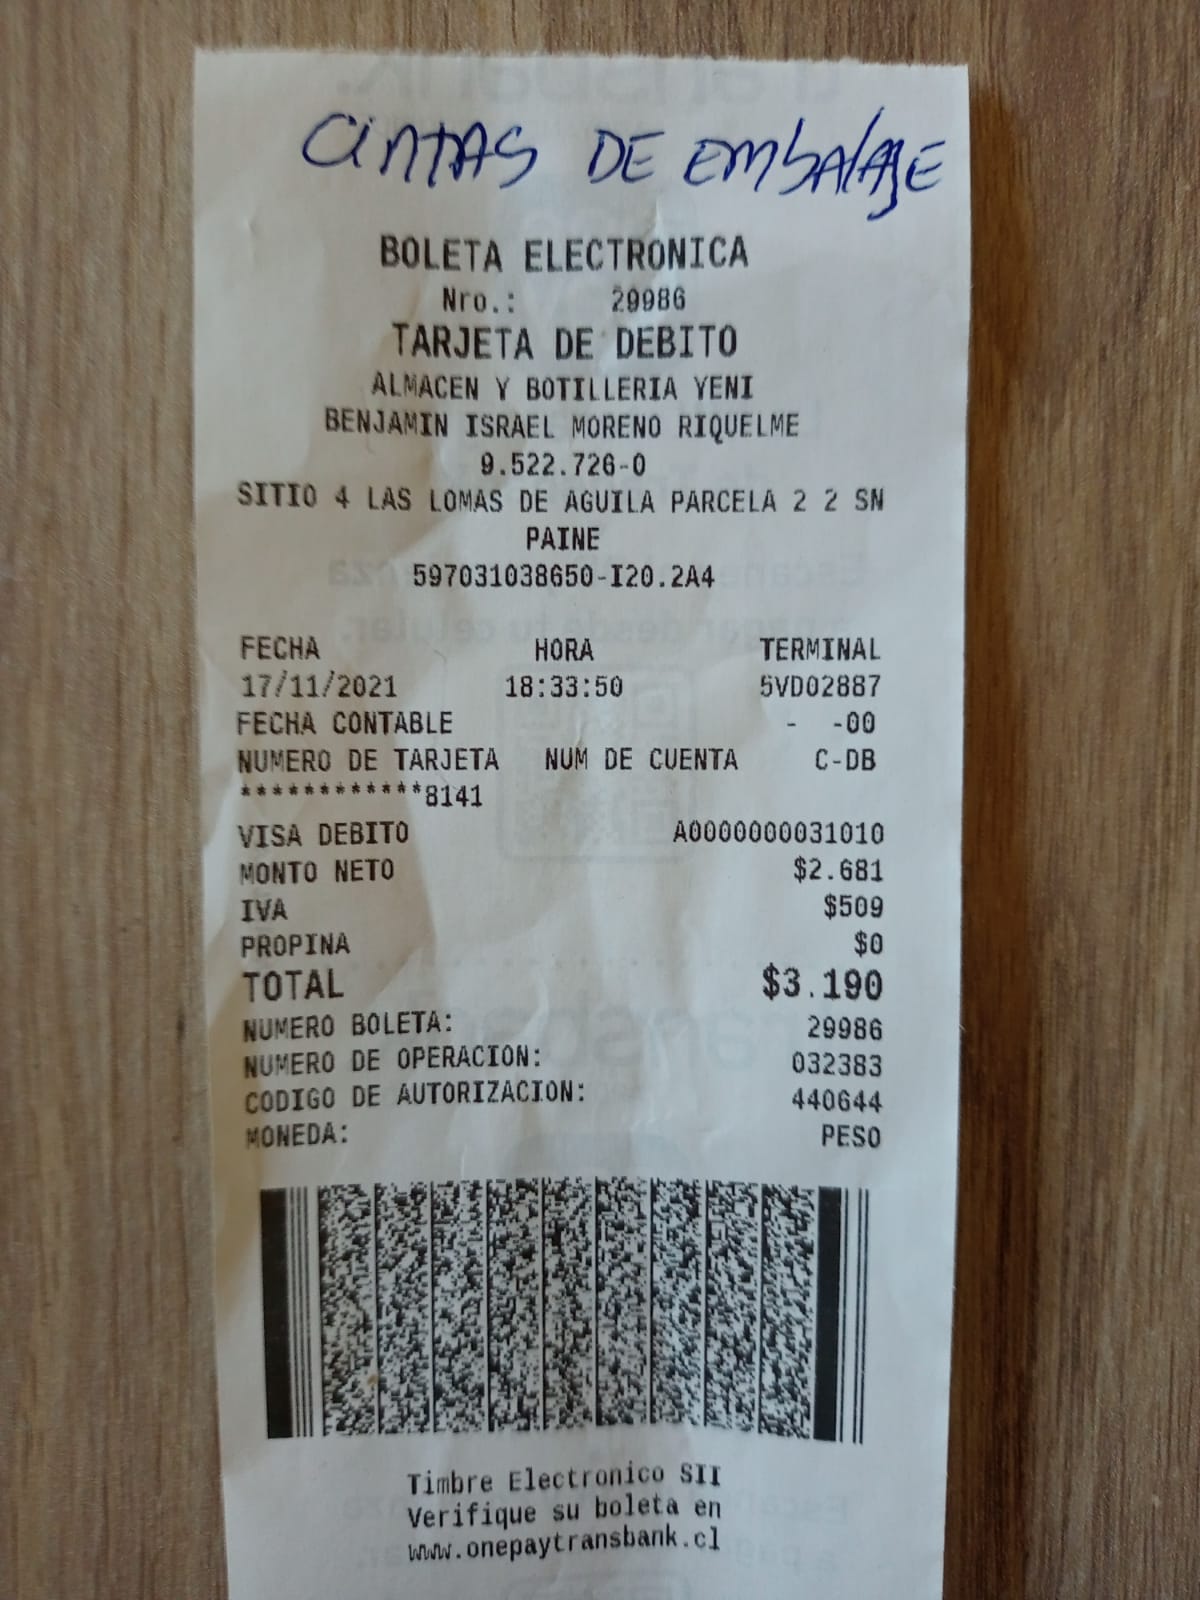 CINTAS DE EMBALAJE
BOLETA ELECTRONICA
Nro.: 29986
TARJETA DE DEBITO
ALMACEN Y BOTILLERIA YENI
BENJAMIN ISRAEL MORENO RIQUELME
9.522.726-0
SITIO 4 LAS LOMAS DE AGUILA PARCELA 2 2 SN
PAINE
597031038650-I20.2A4
FECHA HORA TERMINAL
17/11/2021 18:33:50 5VD02887
FECHA CONTABLE - -00
NUMERO DE TARJETA NUM DE CUENTA C-DB
************8141
VISA DEBITO A0000000031010
MONTO NETO $2.681
IVA $509
PROPINA $0
TOTAL $3.190
NUMERO BOLETA: 29986
NUMERO DE OPERACION: 032383
CODIGO DE AUTORIZACION: 440644
MONEDA: PESO
Timbre Electronico SII
Verifique su boleta en
www.onepaytransbank.cl